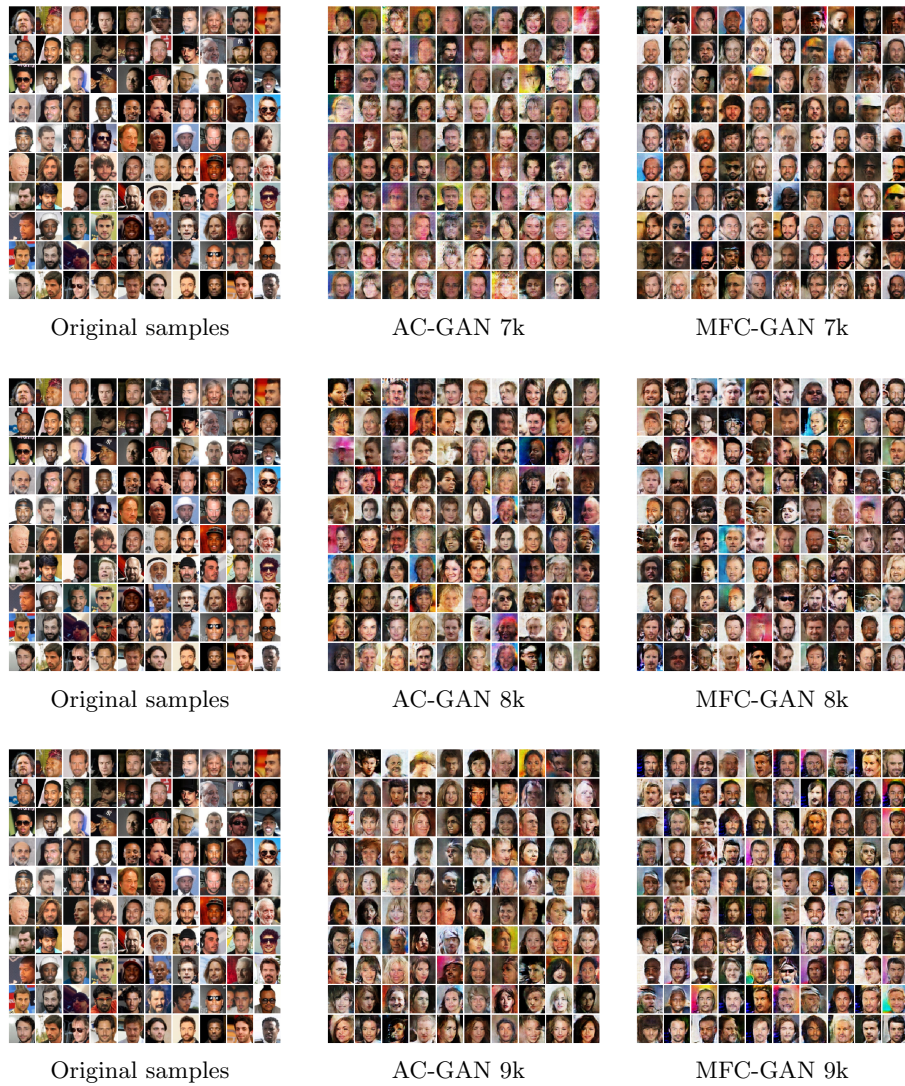 Original samples AC-GAN 7k MFC-GAN 7k
Original samples AC-GAN 8k MFC-GAN 8k
Original samples AC-GAN 9k MFC-GAN 9k